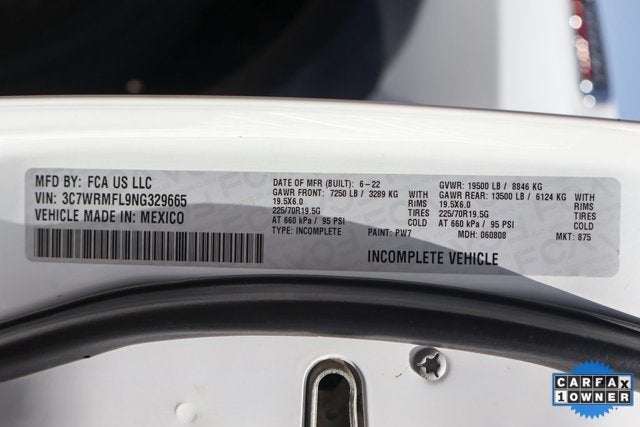 MFD BY: FCA US LLC
VIN: 3C7WRMFL9NG329665
VEHICLE MADE IN: MEXICO
DATE OF MFR (BUILT): 6-22
GAWR FRONT: 7250 LB / 3289 KG WITH
19.5X6.0 RIMS
225/70R19.5G TIRES
AT 660 kPa / 95 PSI COLD
TYPE: INCOMPLETE PAINT: PW7 MDH: 060808 MKT: 875
GVWR: 19500 LB / 8846 KG
GAWR REAR: 13500 LB / 6124 KG WITH
19.5X6.0 RIMS
225/70R19.5G TIRES
AT 660 kPa / 95 PSI COLD
INCOMPLETE VEHICLE
CARFAX
1 OWNER